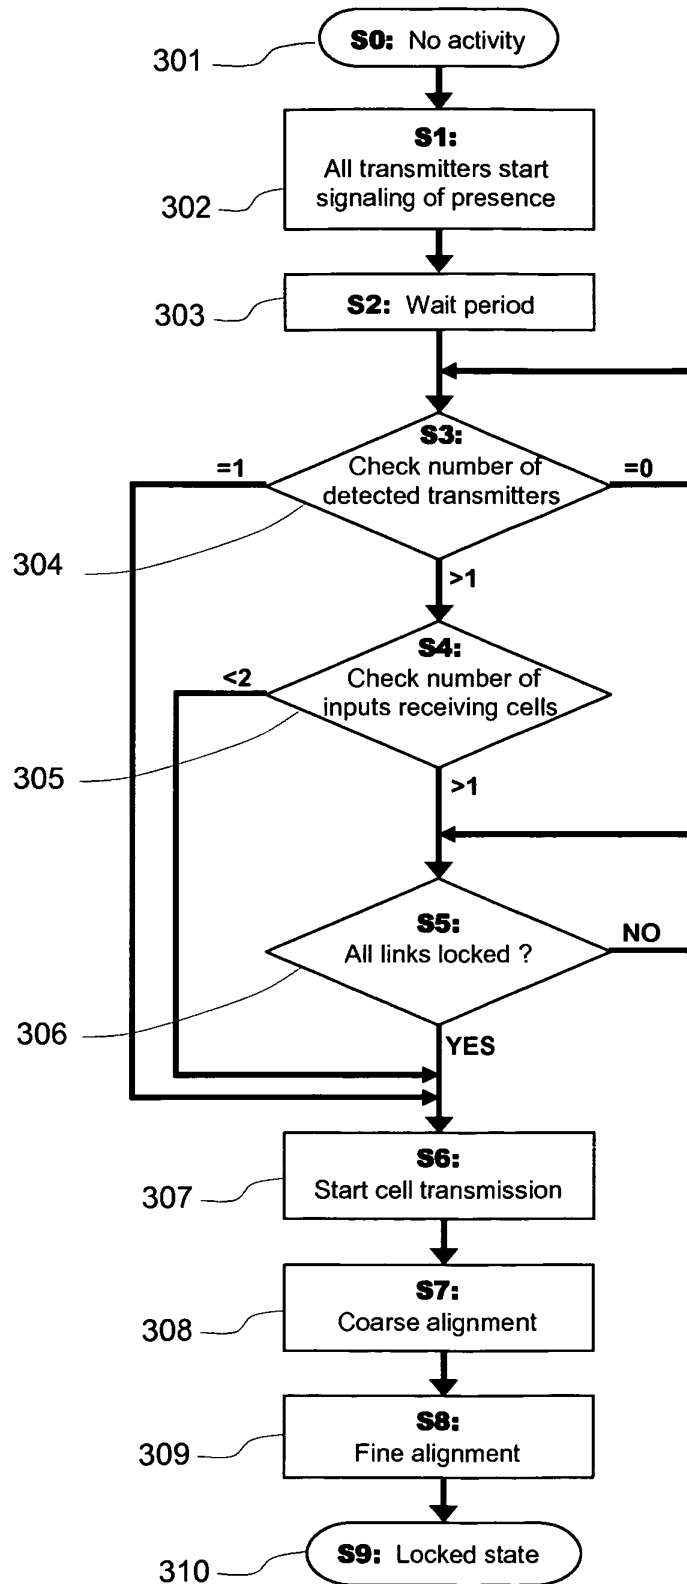 S0: No activity
301
S1:
All transmitters start
signaling of presence
302
S2: Wait period
303
S3:
Check number of
detected transmitters
=1
=0
304
>1
S4:
Check number of
inputs receiving cells
<2
305
>1
S5:
All links locked ?
NO
306
YES
S6:
Start cell transmission
307
S7:
Coarse alignment
308
S8:
Fine alignment
309
S9: Locked state
310